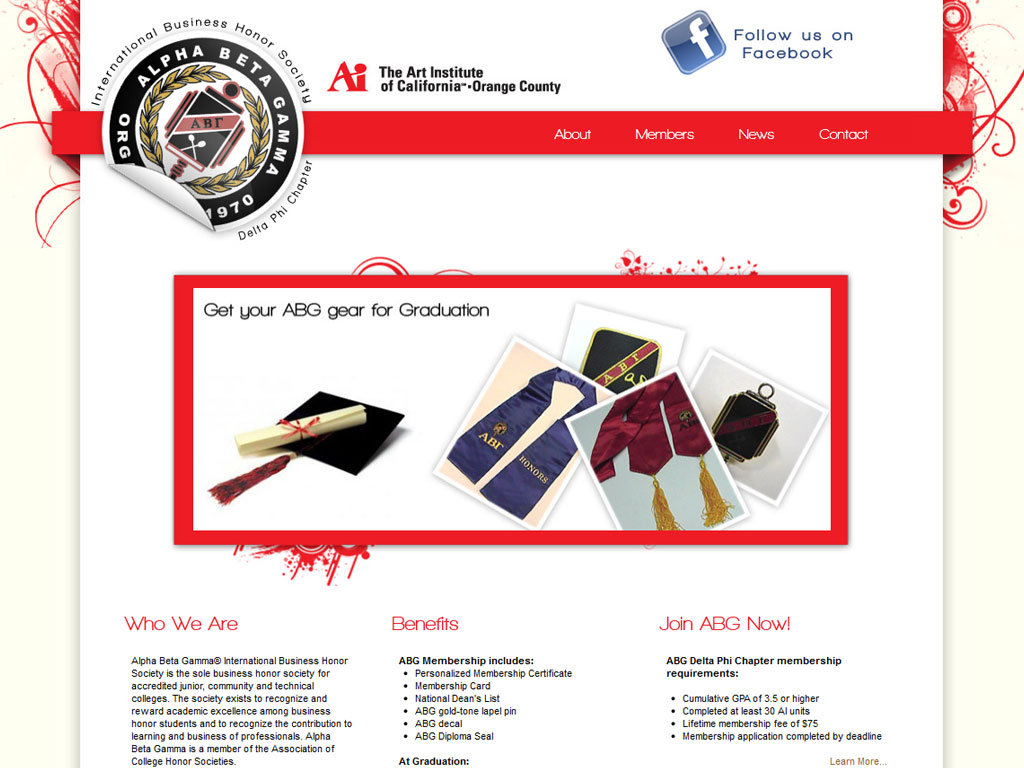 International Business Honor Society
ALPHA BETA GAMMA
ΑΒΓ
ORG
1970
Delta Phi Chapter
Ai The Art Institute
of California℠·Orange County
Follow us on
Facebook
About Members News Contact
Get your ABG gear for Graduation
ΑΒΓ
ΑΒΓ
HONORS
Who We Are
Alpha Beta Gamma® International Business Honor
Society is the sole business honor society for
accredited junior, community and technical
colleges. The society exists to recognize and
reward academic excellence among business
honor students and to recognize the contribution to
learning and business of professionals. Alpha
Beta Gamma is a member of the Association of
College Honor Societies.
Benefits
ABG Membership includes:
• Personalized Membership Certificate
• Membership Card
• National Dean's List
• ABG gold-tone lapel pin
• ABG decal
• ABG Diploma Seal
At Graduation:
Join ABG Now!
ABG Delta Phi Chapter membership
requirements:
• Cumulative GPA of 3.5 or higher
• Completed at least 30 AI units
• Lifetime membership fee of $75
• Membership application completed by deadline
Learn More...